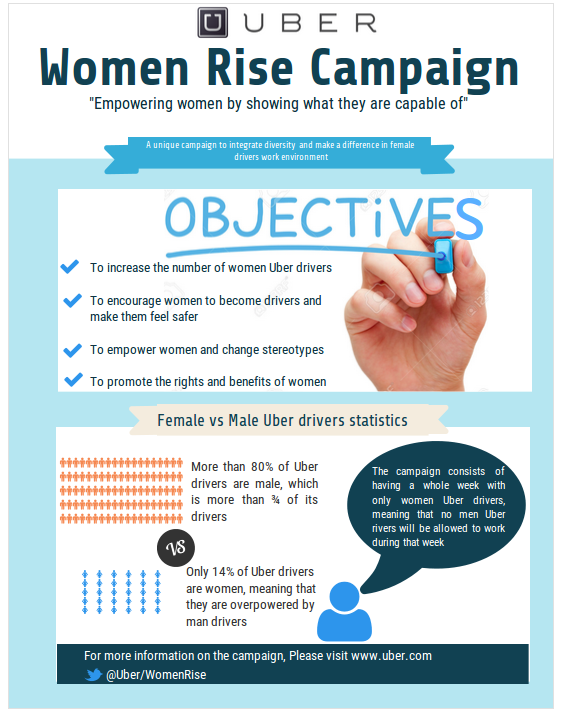 U UBER
Women Rise Campaign
"Empowering women by showing what they are capable of"
A unique campaign to integrate diversity and make a difference in female
drivers work environment
OBJECTiVES
To increase the number of women Uber drivers
To encourage women to become drivers and
make them feel safer
To empower women and change stereotypes
To promote the rights and benefits of women
Female vs Male Uber drivers statistics
More than 80% of Uber
drivers are male, which
is more than ¾ of its
drivers
The campaign consists of
having a whole week with
only women Uber drivers,
meaning that no men Uber
rivers will be allowed to work
during that week
VS
Only 14% of Uber drivers
are women, meaning that
they are overpowered by
man drivers
For more information on the campaign, Please visit www.uber.com
@Uber/WomenRise